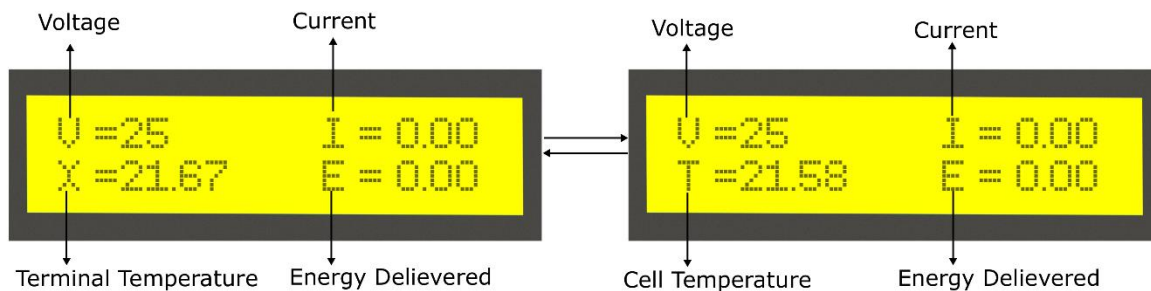 Voltage
Current
V =25 I = 0.00
X =21.67 E = 0.00
Terminal Temperature
Energy Delievered
Voltage
Current
V =25 I = 0.00
T =21.58 E = 0.00
Cell Temperature
Energy Delievered